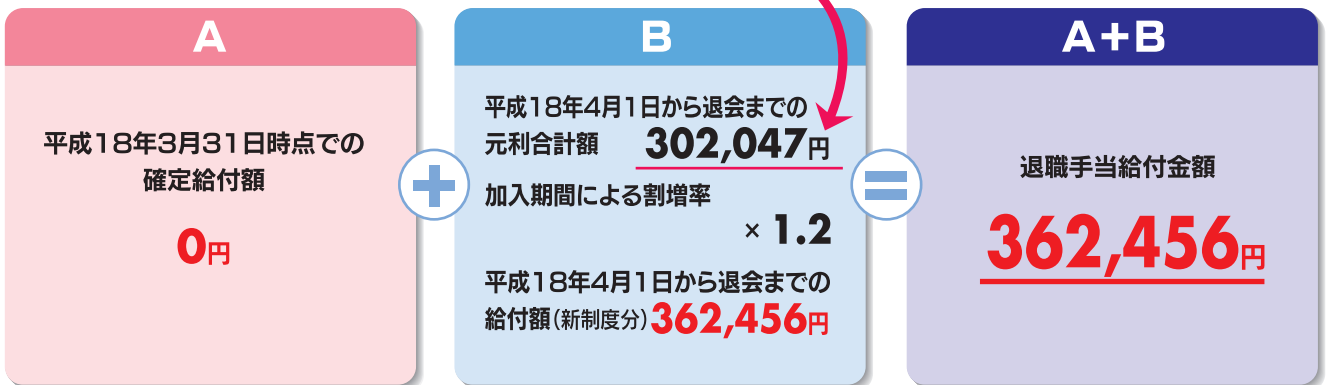 A
平成18年3月31日時点での
確定給付額
0円
+
B
平成18年4月1日から退会までの
元利合計額 302,047円
加入期間による割増率
× 1.2
平成18年4月1日から退会までの
給付額（新制度分）362,456円
=
A+B
退職手当給付金額
362,456円